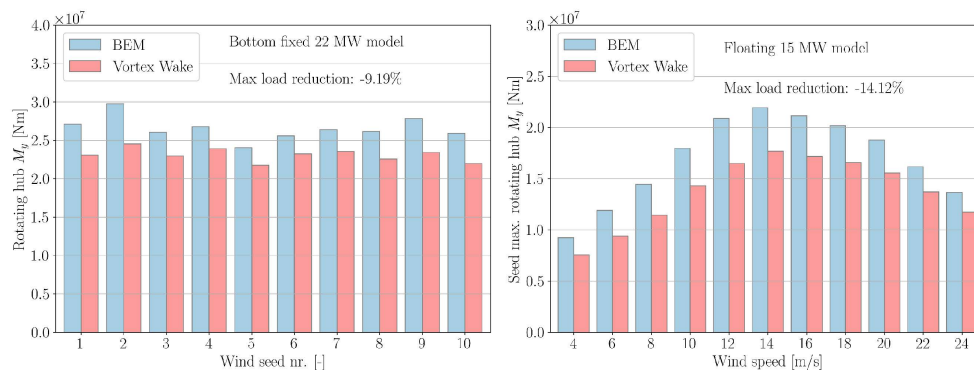 ×10⁷
4.0
3.5
3.0
2.5
2.0
1.5
1.0
0.5
0.0
Rotating hub M_y [Nm]
BEM
Vortex Wake
Bottom fixed 22 MW model
Max load reduction: -9.19%
1 2 3 4 5 6 7 8 9 10
Wind seed nr. [-]
×10⁷
3.0
2.5
2.0
1.5
1.0
0.5
0.0
Seed max. rotating hub M_y [Nm]
BEM
Vortex Wake
Floating 15 MW model
Max load reduction: -14.12%
4 6 8 10 12 14 16 18 20 22 24
Wind speed [m/s]